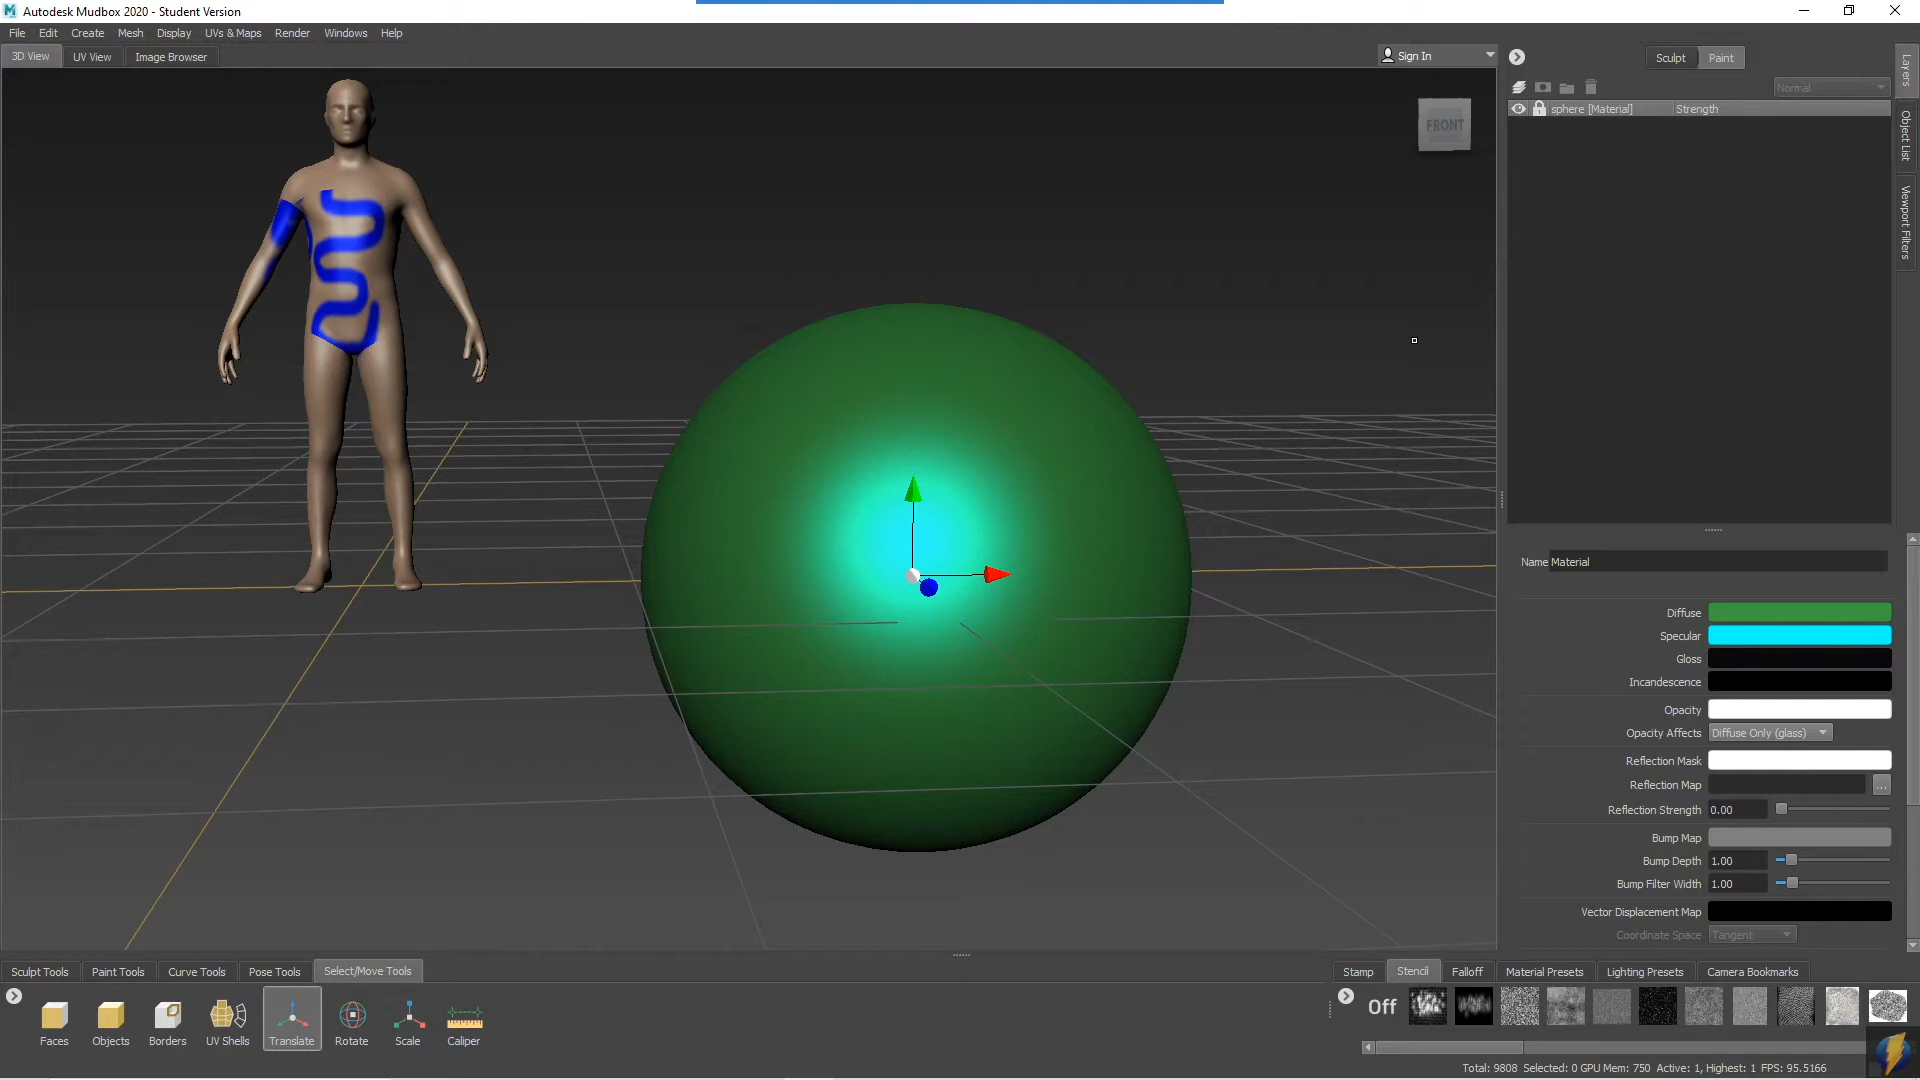 Autodesk Mudbox 2020 - Student Version
File Edit Create Mesh Display UVs & Maps Render Windows Help
3D View UV View Image Browser
Sign In
Sculpt Paint
Normal
sphere [Material] Strength
Layers
Object List
Viewport Filters
FRONT
Name Material
Diffuse
Specular
Gloss
Incandescence
Opacity
Opacity Affects Diffuse Only (glass)
Reflection Mask
Reflection Map ...
Reflection Strength 0.00
Bump Map
Bump Depth 1.00
Bump Filter Width 1.00
Vector Displacement Map
Coordinate Space Tangent
Sculpt Tools Paint Tools Curve Tools Pose Tools Select/Move Tools
Faces Objects Borders UV Shells Translate Rotate Scale Caliper
Stamp Stencil Falloff Material Presets Lighting Presets Camera Bookmarks
Off
Total: 9808 Selected: 0 GPU Mem: 750 Active: 1, Highest: 1 FPS: 95.5166